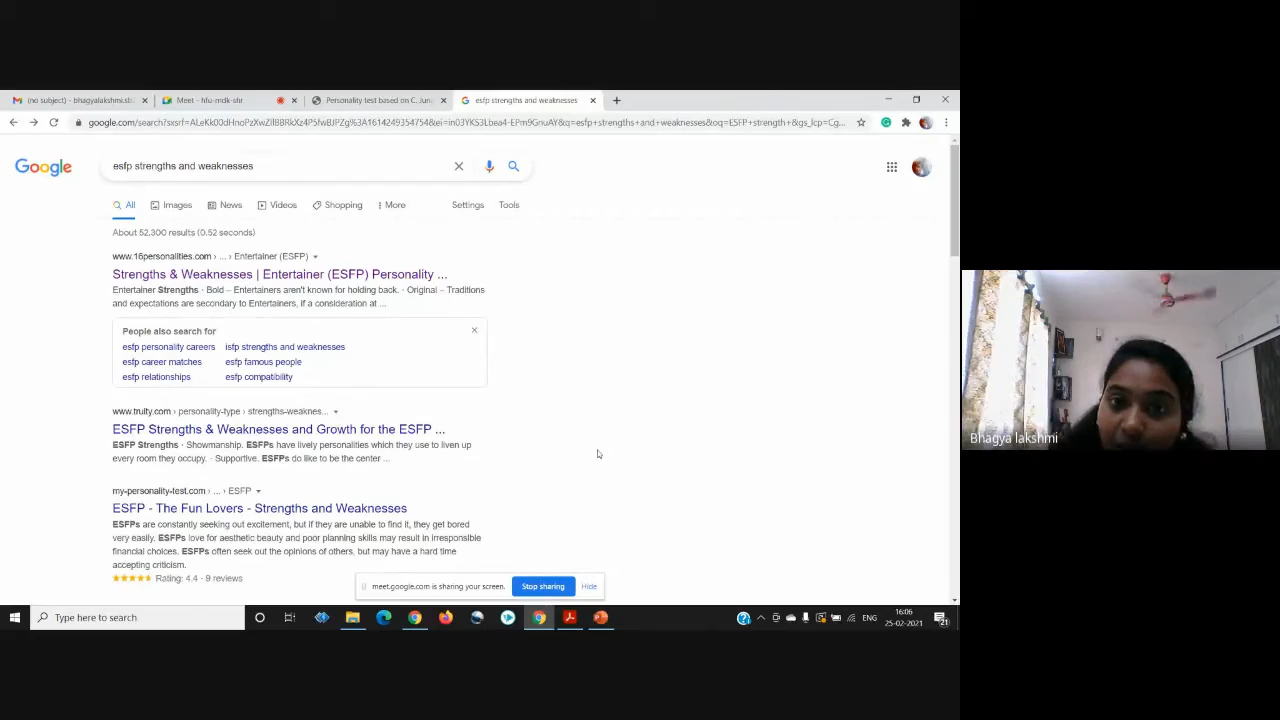 (no subject) - bhagyalakshmi.sb
Meet - hfu-mdk-shr
Personality test based on C. Jung
esfp strengths and weaknesses
google.com/search?sxsrf=
Google
esfp strengths and weaknesses
All
Images
News
Videos
Shopping
More
Settings
Tools
About 52,300 results (0.52 seconds)
www.16personalities.com › ... › Entertainer (ESFP)
Strengths & Weaknesses | Entertainer (ESFP) Personality ...
Entertainer Strengths · Bold – Entertainers aren't known for holding back. · Original – Traditions
and expectations are secondary to Entertainers, if a consideration at ...
People also search for
esfp personality careers isfp strengths and weaknesses
esfp career matches esfp famous people
esfp relationships esfp compatibility
www.truity.com › personality-type › strengths-weaknes...
ESFP Strengths & Weaknesses and Growth for the ESFP ...
ESFP Strengths · Showmanship. ESFPs have lively personalities which they use to liven up
every room they occupy. · Supportive. ESFPs do like to be the center ...
my-personality-test.com › ... › ESFP
ESFP - The Fun Lovers - Strengths and Weaknesses
ESFPs are constantly seeking out excitement, but if they are unable to find it, they get bored
very easily. ESFPs love for aesthetic beauty and poor planning skills may result in irresponsible
financial choices. ESFPs often seek out the opinions of others, but may have a hard time
accepting criticism.
Rating: 4.4 - 9 reviews
meet.google.com is sharing your screen.
Stop sharing
Hide
Type here to search
ENG
16:06
25-02-2021
21
Bhagya lakshmi